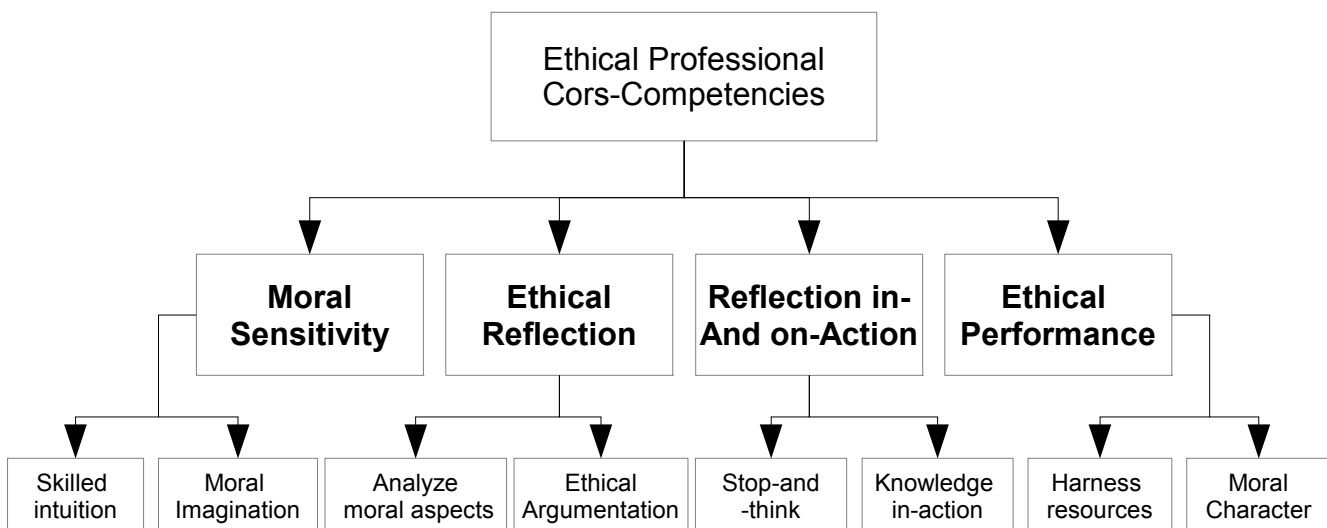 Ethical Professional
Cors-Competencies
Moral
Sensitivity
Ethical
Reflection
Reflection in-
And on-Action
Ethical
Performance
Skilled
intuition
Moral
Imagination
Analyze
moral aspects
Ethical
Argumentation
Stop-and
-think
Knowledge
in-action
Harness
resources
Moral
Character